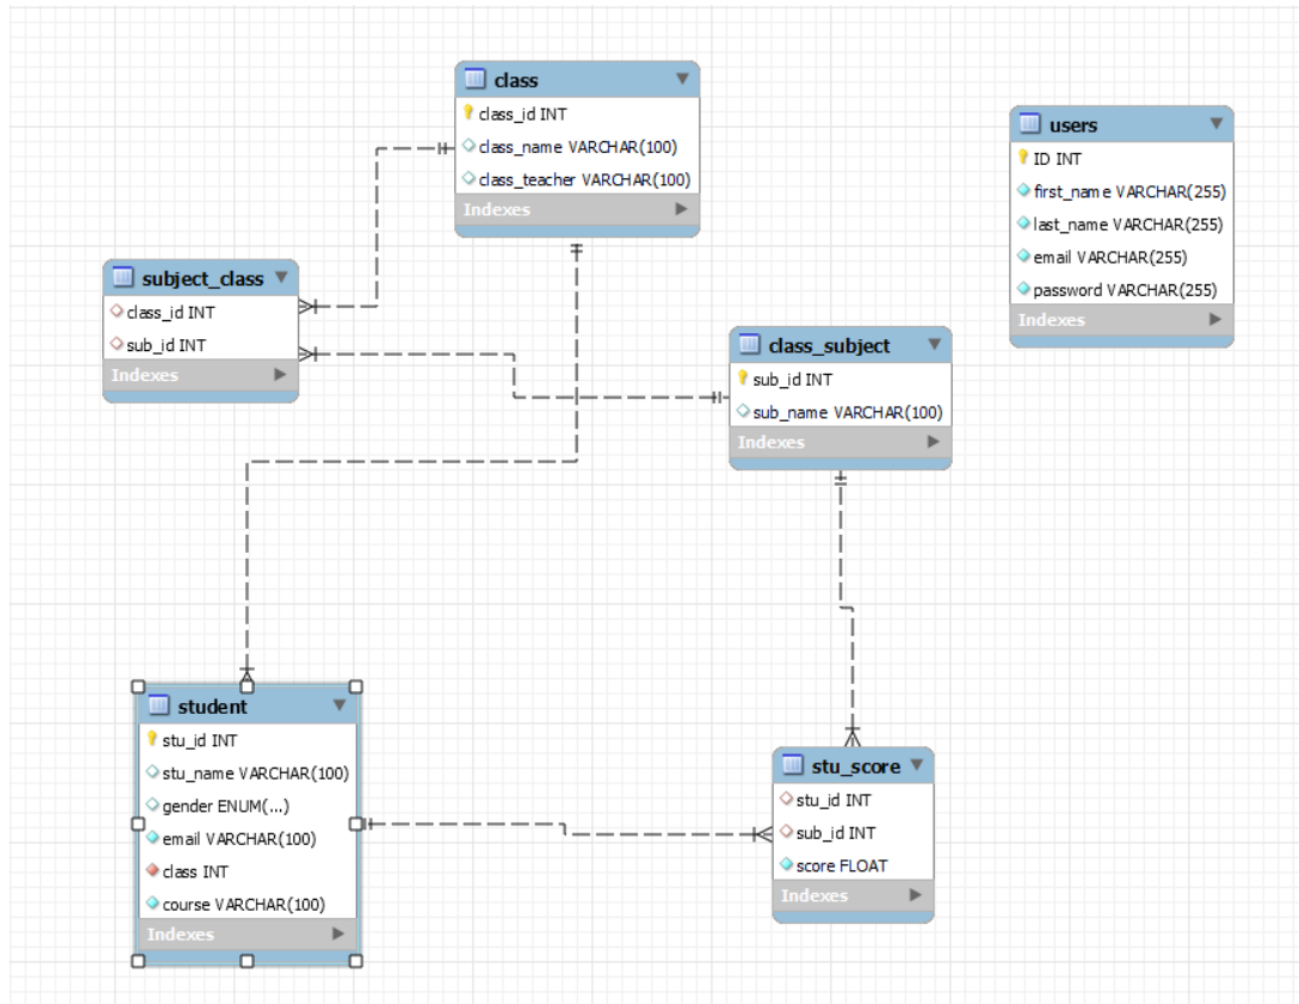 class
class_id INT
class_name VARCHAR(100)
class_teacher VARCHAR(100)
Indexes
users
ID INT
first_name VARCHAR(255)
last_name VARCHAR(255)
email VARCHAR(255)
password VARCHAR(255)
Indexes
subject_class
class_id INT
sub_id INT
Indexes
class_subject
sub_id INT
sub_name VARCHAR(100)
Indexes
student
stu_id INT
stu_name VARCHAR(100)
gender ENUM(...)
email VARCHAR(100)
class INT
course VARCHAR(100)
Indexes
stu_score
stu_id INT
sub_id INT
score FLOAT
Indexes